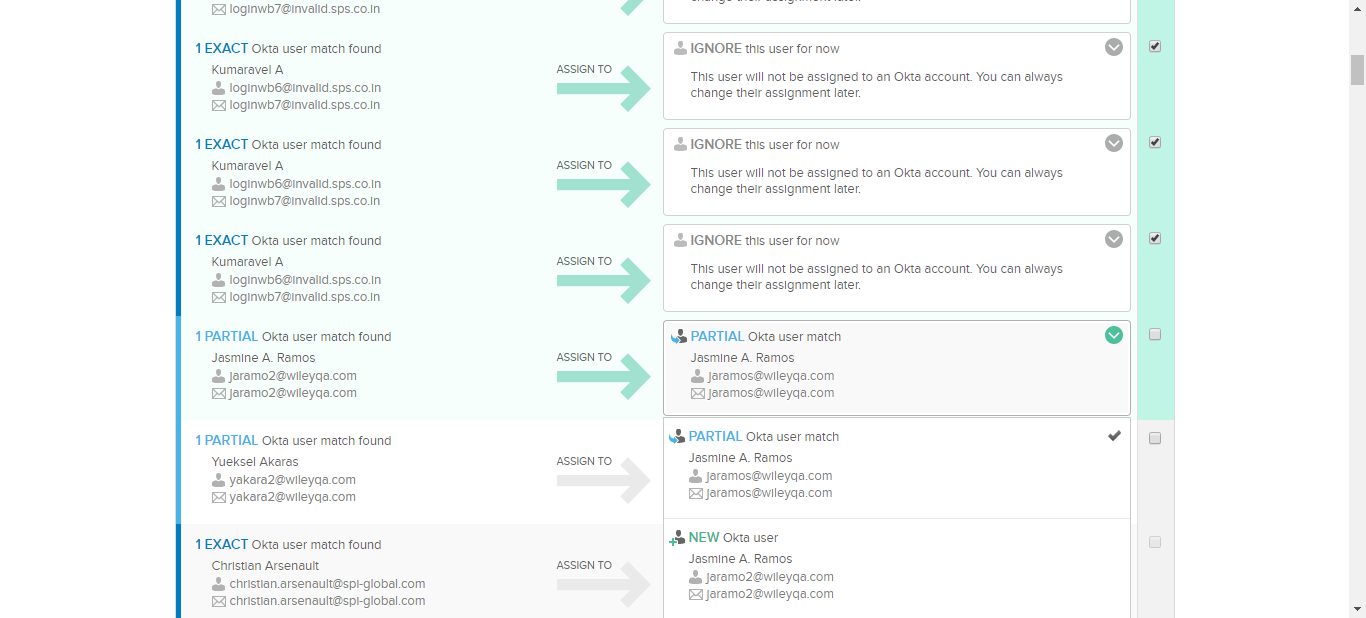 loginwb7@invalid.sps.co.in
change their assignment later.
1 EXACT Okta user match found
Kumaravel A
loginwb6@invalid.sps.co.in
loginwb7@invalid.sps.co.in
ASSIGN TO
IGNORE this user for now
This user will not be assigned to an Okta account. You can always
change their assignment later.
1 EXACT Okta user match found
Kumaravel A
loginwb6@invalid.sps.co.in
loginwb7@invalid.sps.co.in
ASSIGN TO
IGNORE this user for now
This user will not be assigned to an Okta account. You can always
change their assignment later.
1 EXACT Okta user match found
Kumaravel A
loginwb6@invalid.sps.co.in
loginwb7@invalid.sps.co.in
ASSIGN TO
IGNORE this user for now
This user will not be assigned to an Okta account. You can always
change their assignment later.
1 PARTIAL Okta user match found
Jasmine A. Ramos
jaramo2@wileyqa.com
jaramo2@wileyqa.com
ASSIGN TO
PARTIAL Okta user match
Jasmine A. Ramos
jaramos@wileyqa.com
jaramos@wileyqa.com
1 PARTIAL Okta user match found
Yueksel Akaras
yakara2@wileyqa.com
yakara2@wileyqa.com
ASSIGN TO
PARTIAL Okta user match
Jasmine A. Ramos
jaramos@wileyqa.com
jaramos@wileyqa.com
1 EXACT Okta user match found
Christian Arsenault
christian.arsenault@spi-global.com
christian.arsenault@spi-global.com
ASSIGN TO
NEW Okta user
Jasmine A. Ramos
jaramo2@wileyqa.com
jaramo2@wileyqa.com